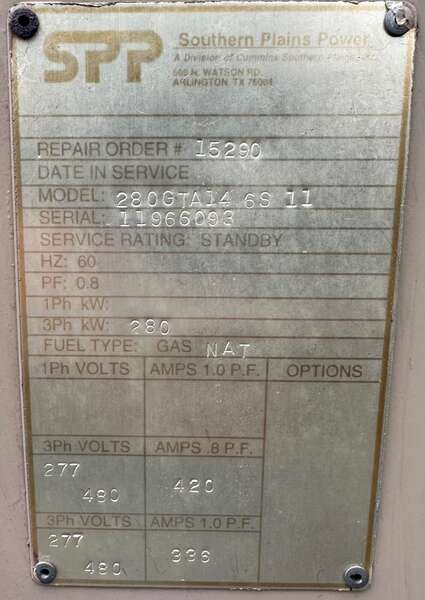 SPP Southern Plains Power
A Division of Cummins Southern Plains, Inc.
600 N. WATSON RD.
ARLINGTON, TX 76004
REPAIR ORDER # 15290
DATE IN SERVICE
MODEL: 280GTA14 6S 11
SERIAL: 11966093
SERVICE RATING: STANDBY
HZ: 60
PF: 0.8
1Ph kW:
3Ph kW: 280
FUEL TYPE: GAS NAT
1Ph VOLTS AMPS 1.0 P.F. OPTIONS
3Ph VOLTS AMPS .8 P.F.
277
480 420
3Ph VOLTS AMPS 1.0 P.F.
277
480 336